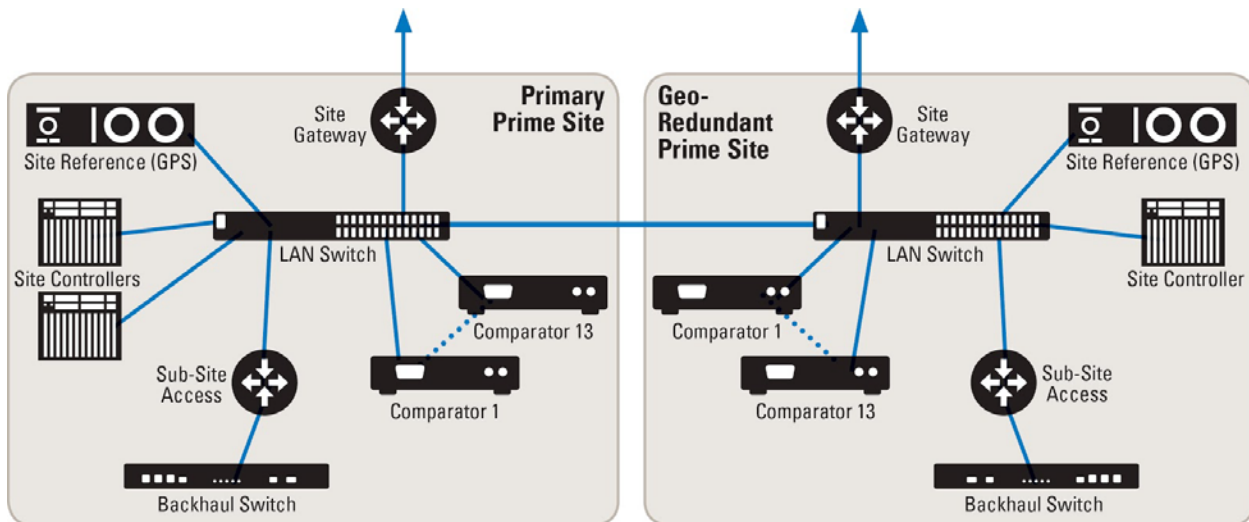 Primary
Prime Site
Site
Gateway
Site Reference (GPS)
LAN Switch
Site Controllers
Comparator 13
Sub-Site
Access
Comparator 1
Backhaul Switch
Geo-
Redundant
Prime Site
Site
Gateway
Site Reference (GPS)
LAN Switch
Site Controller
Comparator 1
Sub-Site
Access
Comparator 13
Backhaul Switch